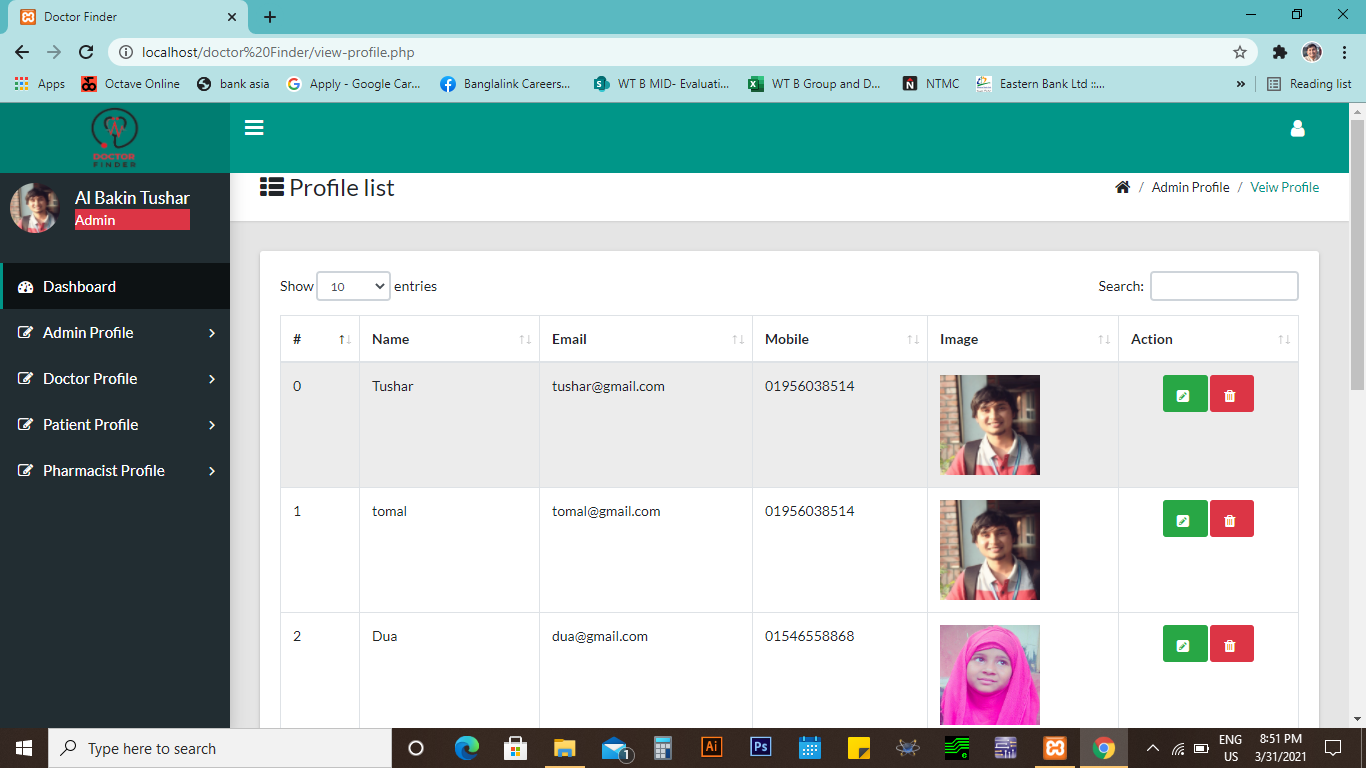 Doctor Finder
localhost/doctor%20Finder/view-profile.php
Apps Octave Online bank asia Apply - Google Car... Banglalink Careers... WT B MID- Evaluati... WT B Group and D... NTMC Eastern Bank Ltd ::... » Reading list
DOCTOR
FINDER
Al Bakin Tushar
Admin
Dashboard
Admin Profile
Doctor Profile
Patient Profile
Pharmacist Profile
Profile list
/ Admin Profile / Veiw Profile
Show 10 entries Search:
# Name Email Mobile Image Action
0 Tushar tushar@gmail.com 01956038514
1 tomal tomal@gmail.com 01956038514
2 Dua dua@gmail.com 01546558868
Type here to search
1
Ai
Ps
ENG
US
8:51 PM
3/31/2021